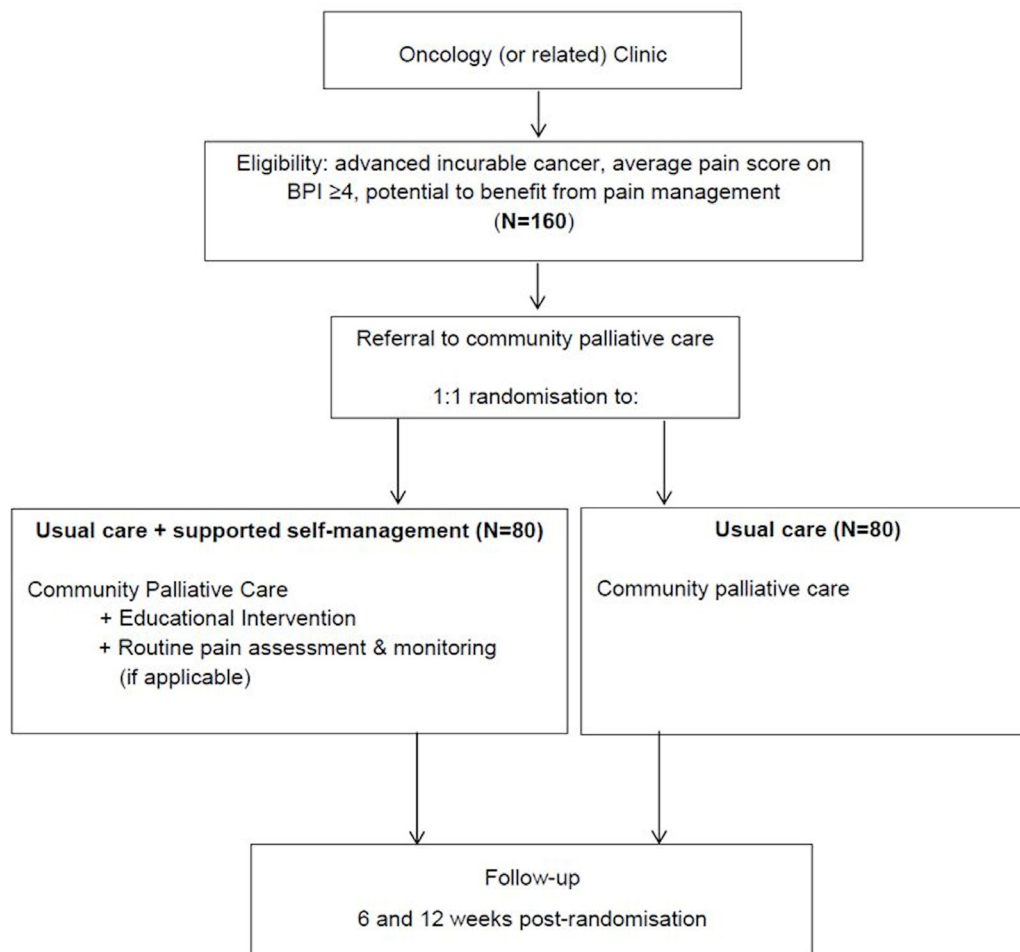 Oncology (or related) Clinic
Eligibility: advanced incurable cancer, average pain score on
BPI ≥4, potential to benefit from pain management
(N=160)
Referral to community palliative care
1:1 randomisation to:
Usual care + supported self-management (N=80)
Community Palliative Care
+ Educational Intervention
+ Routine pain assessment & monitoring
(if applicable)
Usual care (N=80)
Community palliative care
Follow-up
6 and 12 weeks post-randomisation